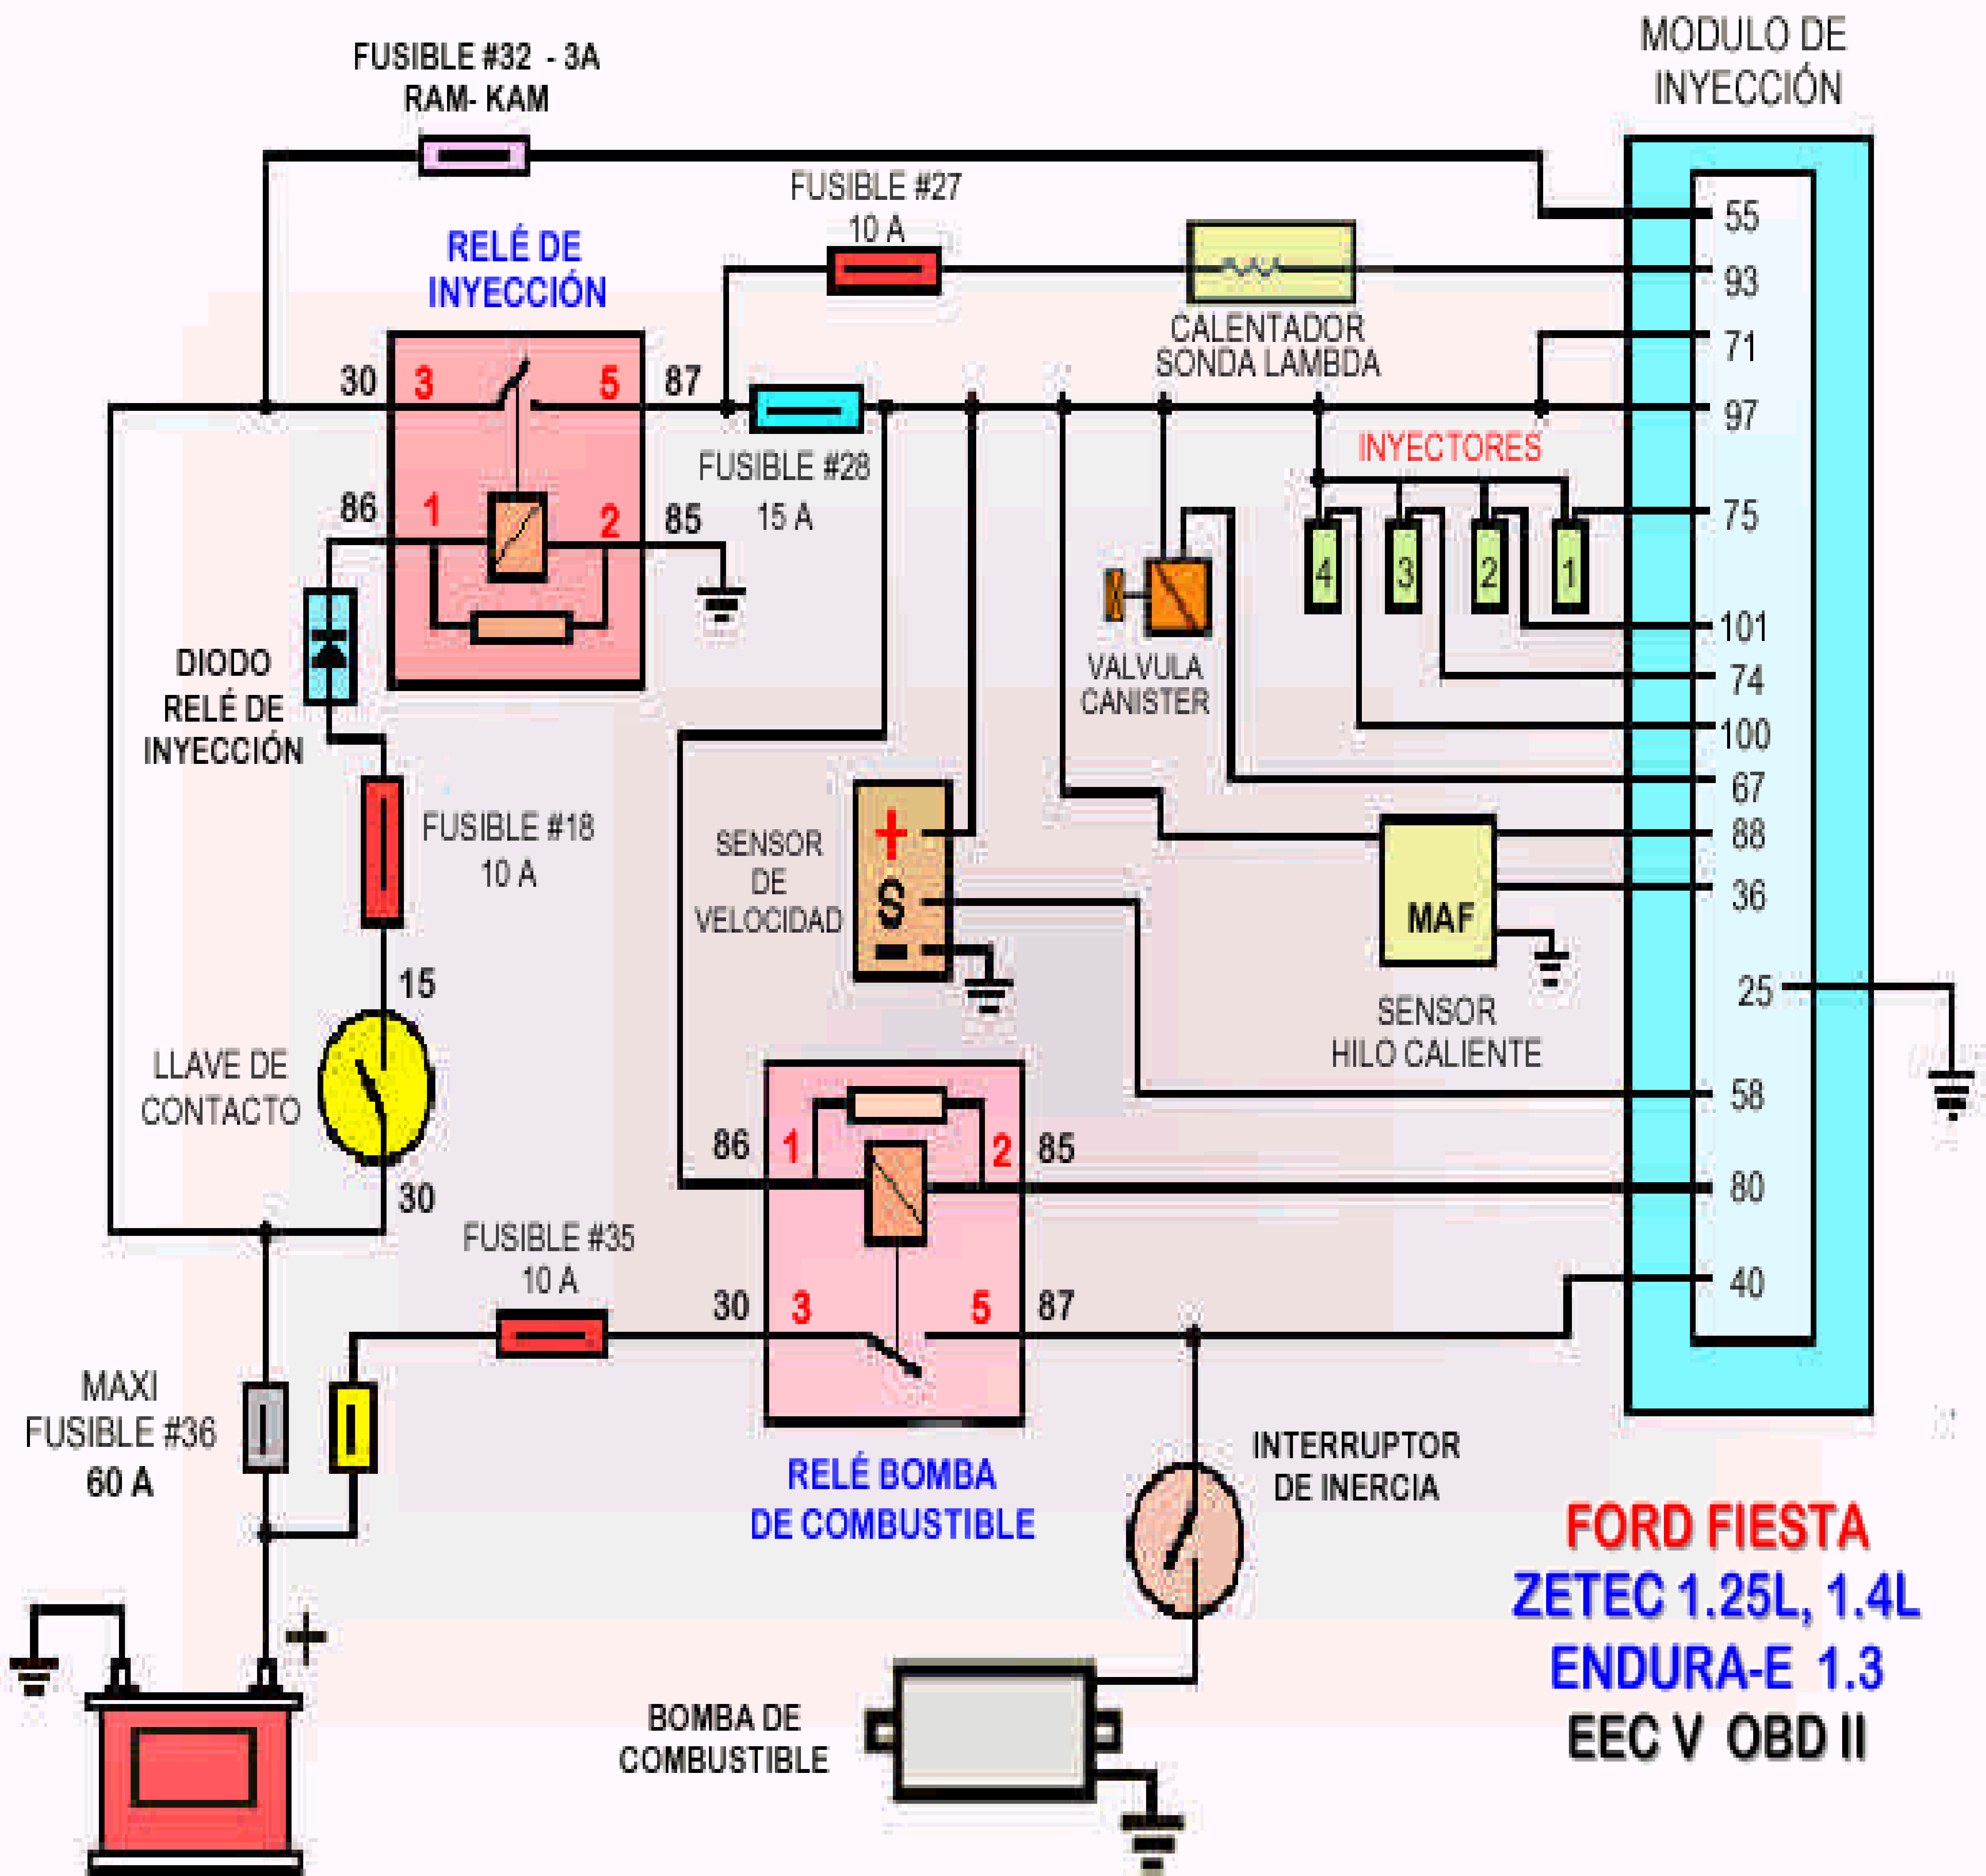 MODULO DE
INYECCIÓN
FUSIBLE #32 - 3A
RAM- KAM
FUSIBLE #27
10 A
RELÉ DE
INYECCIÓN
CALENTADOR
SONDA LAMBDA
55
93
71
97
75
101
74
100
67
88
36
25
58
80
40
30
3
5
87
86
1
2
85
FUSIBLE #28
15 A
INYECTORES
4
3
2
1
DIODO
RELÉ DE
INYECCIÓN
VALVULA
CANISTER
FUSIBLE #18
10 A
SENSOR
DE
VELOCIDAD
+
S
-
MAF
SENSOR
HILO CALIENTE
15
LLAVE DE
CONTACTO
30
86
1
2
85
FUSIBLE #35
10 A
30
3
5
87
MAXI
FUSIBLE #36
60 A
RELÉ BOMBA
DE COMBUSTIBLE
INTERRUPTOR
DE INERCIA
+
BOMBA DE
COMBUSTIBLE
FORD FIESTA
ZETEC 1.25L, 1.4L
ENDURA-E 1.3
EEC V OBD II